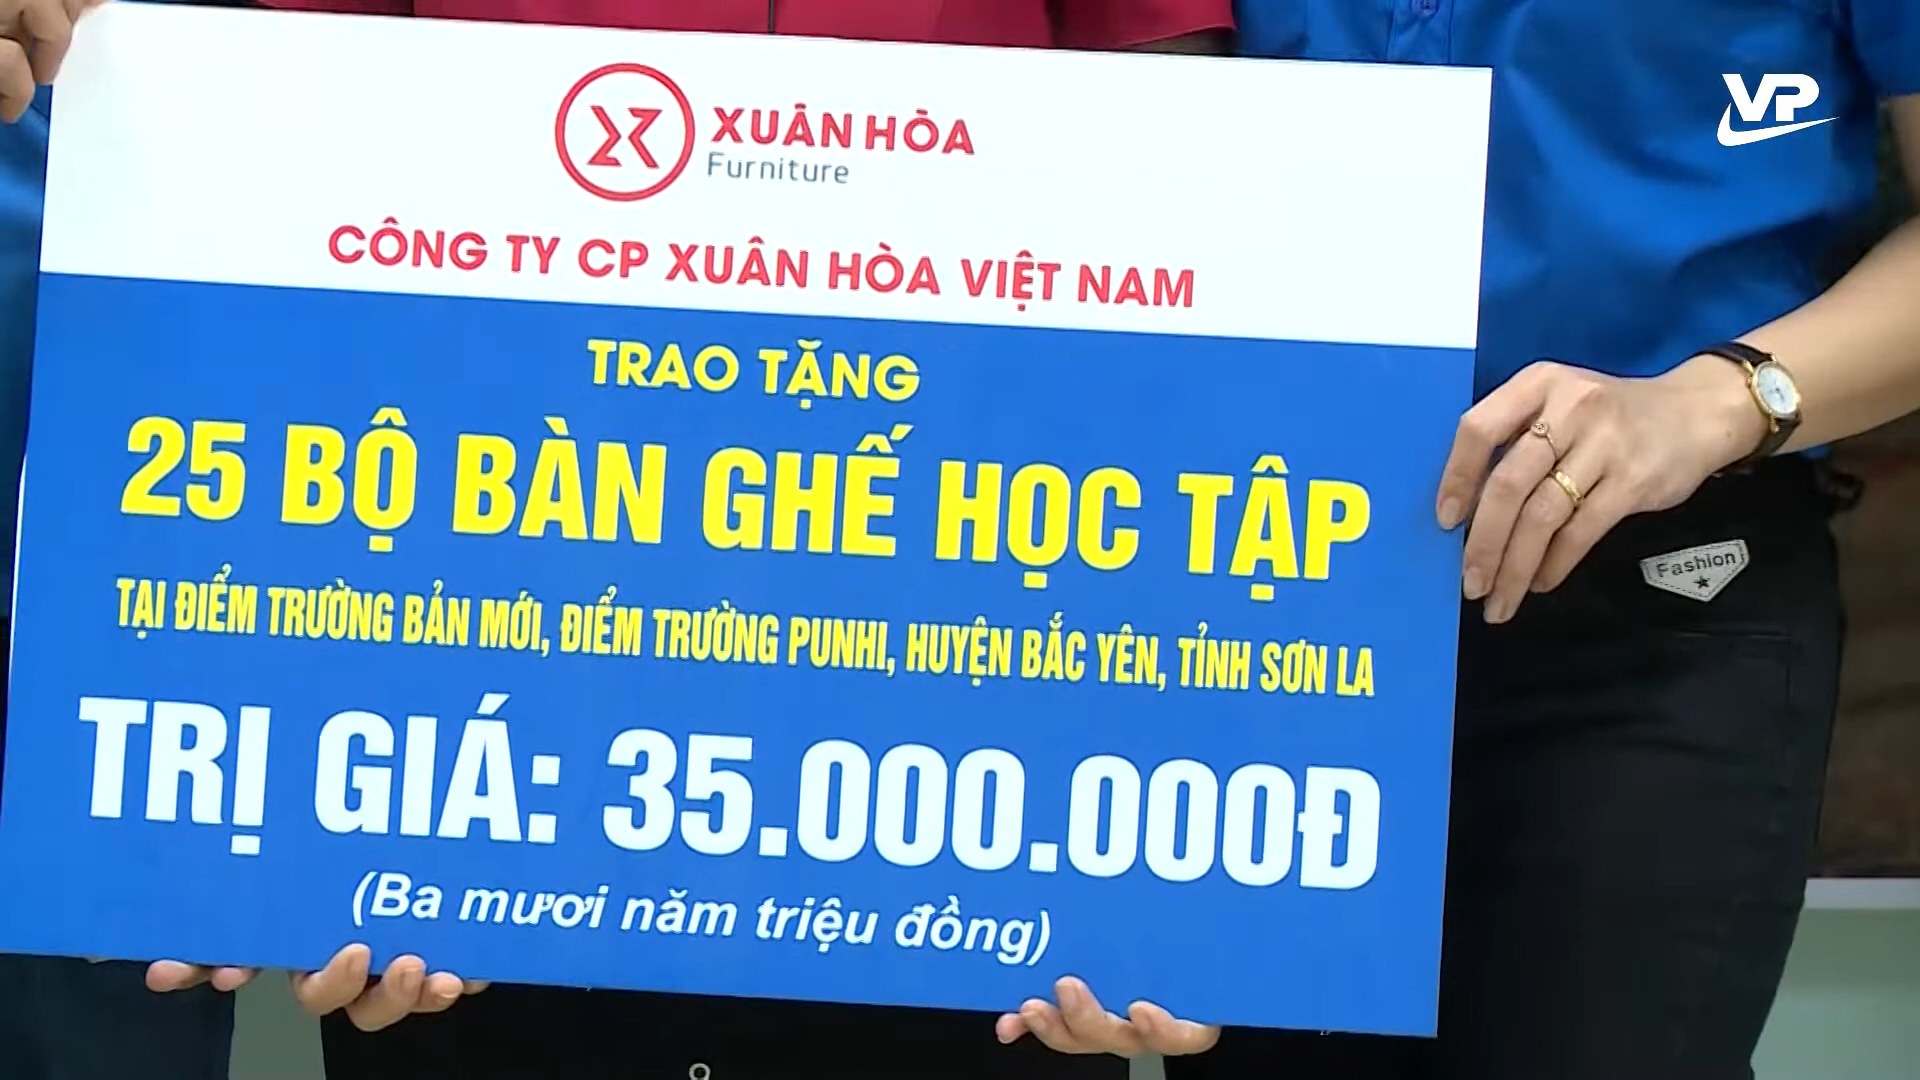 VP
XUÂN HÒA
Furniture
CÔNG TY CP XUÂN HÒA VIỆT NAM
TRAO TẶNG
25 BỘ BÀN GHẾ HỌC TẬP
TẠI ĐIỂM TRƯỜNG BẢN MỚI, ĐIỂM TRƯỜNG PUNHI, HUYỆN BẮC YÊN, TỈNH SƠN LA
TRỊ GIÁ: 35.000.000Đ
(Ba mươi năm triệu đồng)
Fashion